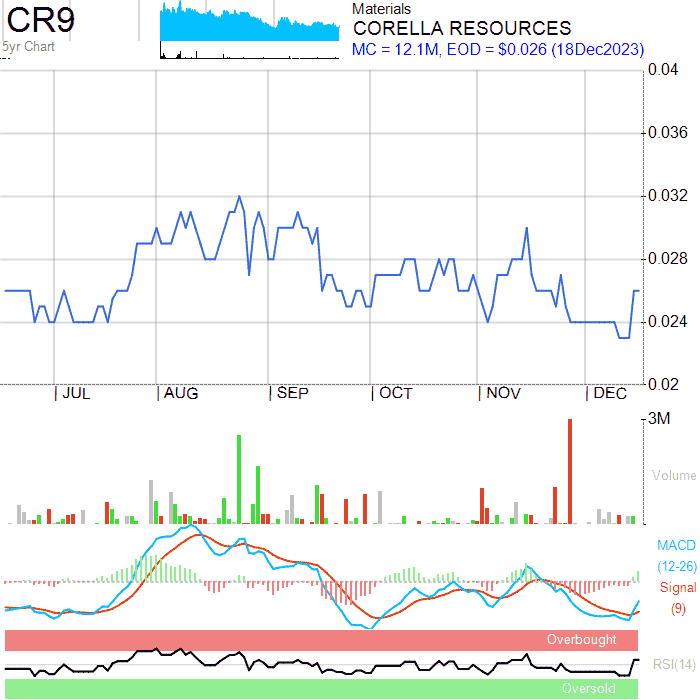 CR9
5yr Chart
Materials
CORELLA RESOURCES
MC = 12.1M, EOD = $0.026 (18Dec2023)
0.04
0.036
0.032
0.028
0.024
0.02
JUL AUG SEP OCT NOV DEC
3M
Volume
MACD
(12-26)
Signal
(9)
Overbought
RSI(14)
Oversold